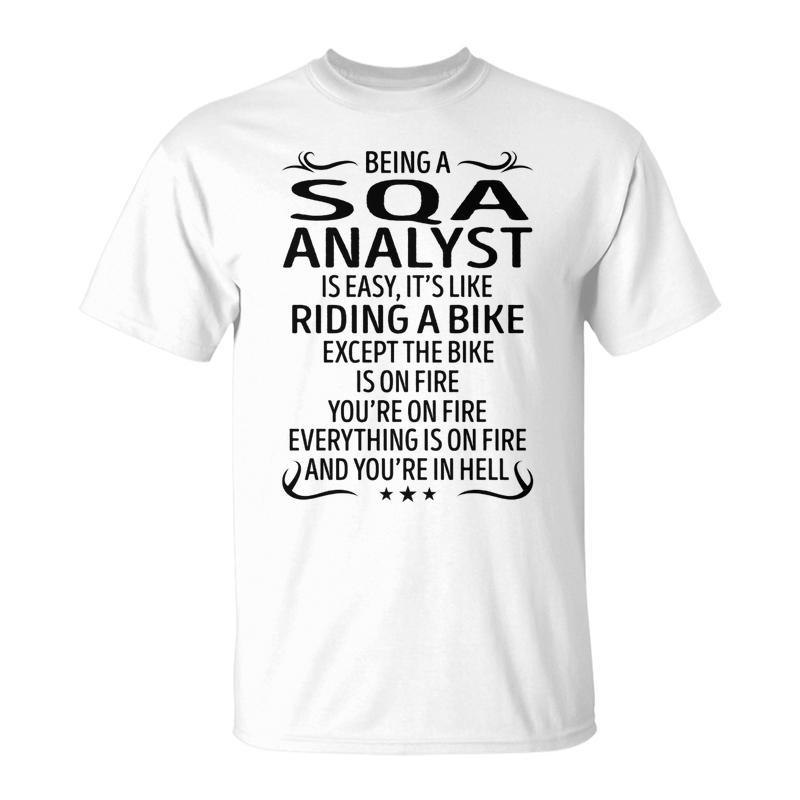 BEING A
SQA
ANALYST
IS EASY, IT'S LIKE
RIDING A BIKE
EXCEPT THE BIKE
IS ON FIRE
YOU'RE ON FIRE
EVERYTHING IS ON FIRE
AND YOU'RE IN HELL